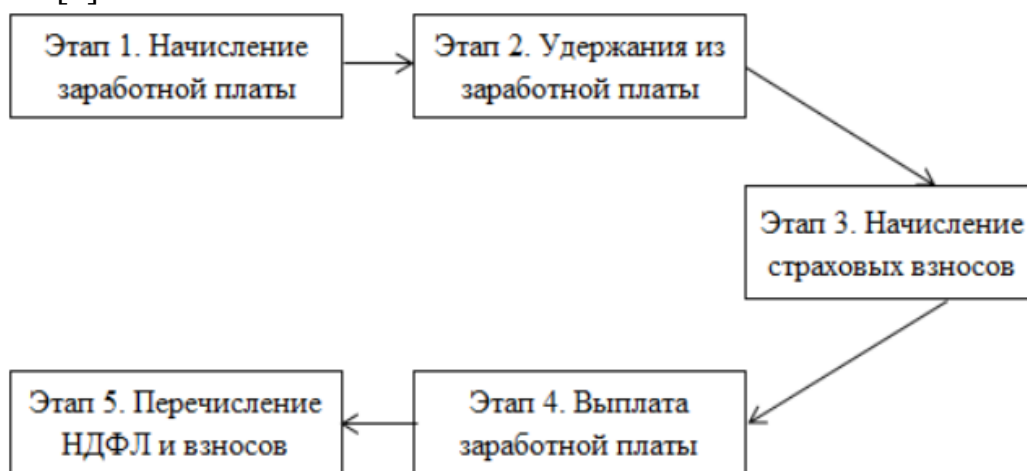 Этап 1. Начисление
заработной платы
Этап 2. Удержания из
заработной платы
Этап 3. Начисление
страховых взносов
Этап 4. Выплата
заработной платы
Этап 5. Перечисление
НДФЛ и взносов